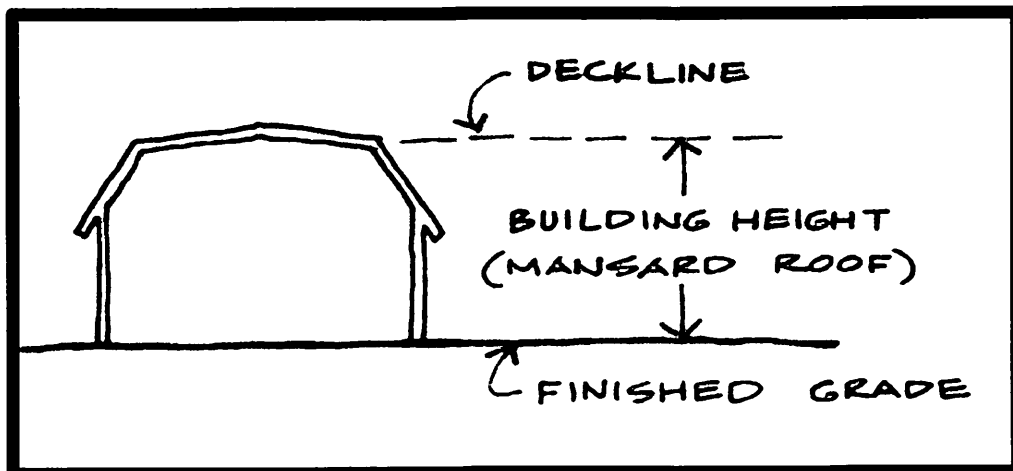 DECKLINE
BUILDING HEIGHT
(MANSARD ROOF)
FINISHED GRADE